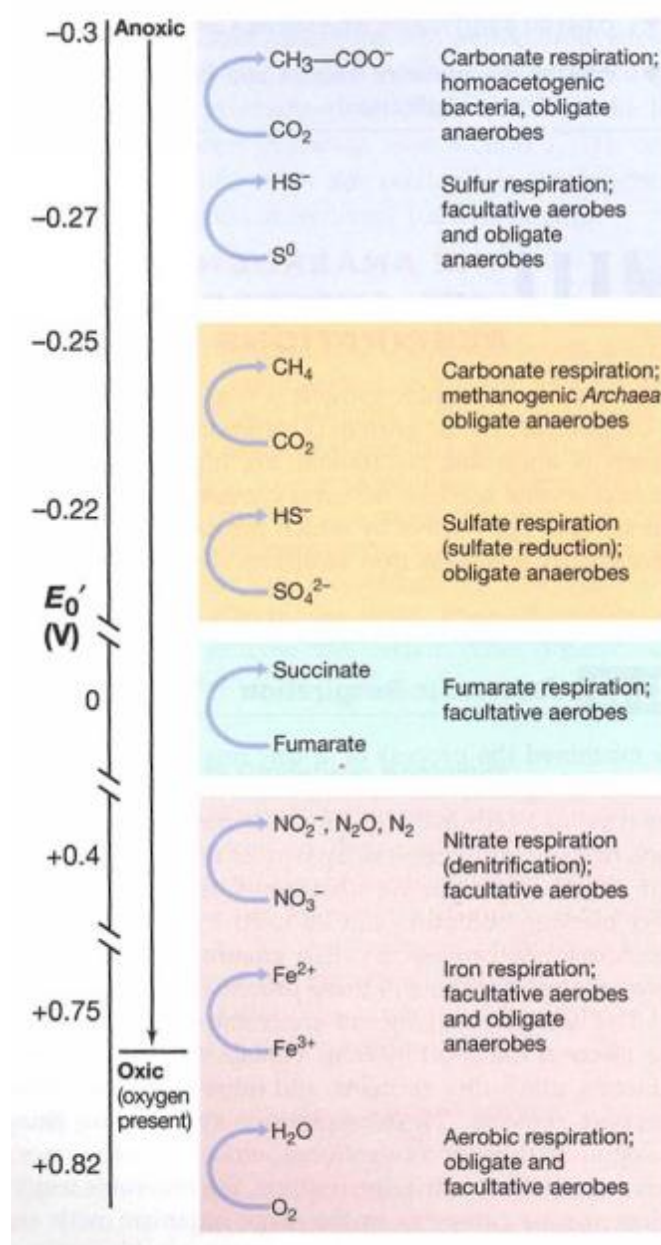 −0.3
Anoxic
CH3—COO⁻
CO₂
Carbonate respiration;
homoacetogenic
bacteria, obligate
anaerobes
−0.27
HS⁻
S⁰
Sulfur respiration;
facultative aerobes
and obligate
anaerobes
−0.25
CH₄
CO₂
Carbonate respiration;
methanogenic Archaea
obligate anaerobes
−0.22
HS⁻
SO₄²⁻
Sulfate respiration
(sulfate reduction);
obligate anaerobes
E₀′
(V)
0
Succinate
Fumarate
Fumarate respiration;
facultative aerobes
+0.4
NO₂⁻, N₂O, N₂
NO₃⁻
Nitrate respiration
(denitrification);
facultative aerobes
+0.75
Fe²⁺
Fe³⁺
Iron respiration;
facultative aerobes
and obligate
anaerobes
Oxic
(oxygen
present)
+0.82
H₂O
O₂
Aerobic respiration;
obligate and
facultative aerobes